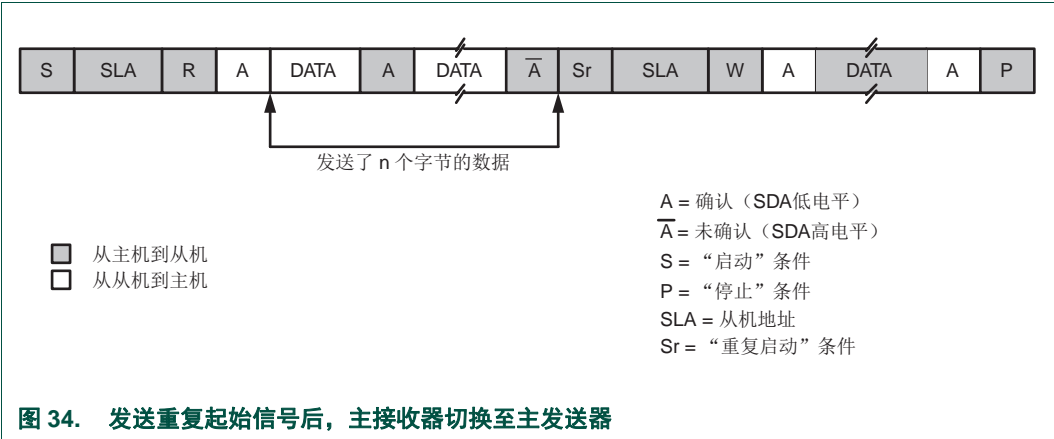 S SLA R A DATA A DATA A̅ Sr SLA W A DATA A P
发送了 n 个字节的数据
A = 确认（SDA低电平）
A̅ = 未确认（SDA高电平）
S = “启动”条件
P = “停止”条件
SLA = 从机地址
Sr = “重复启动”条件
从主机到从机
从从机到主机
图 34. 发送重复起始信号后，主接收器切换至主发送器